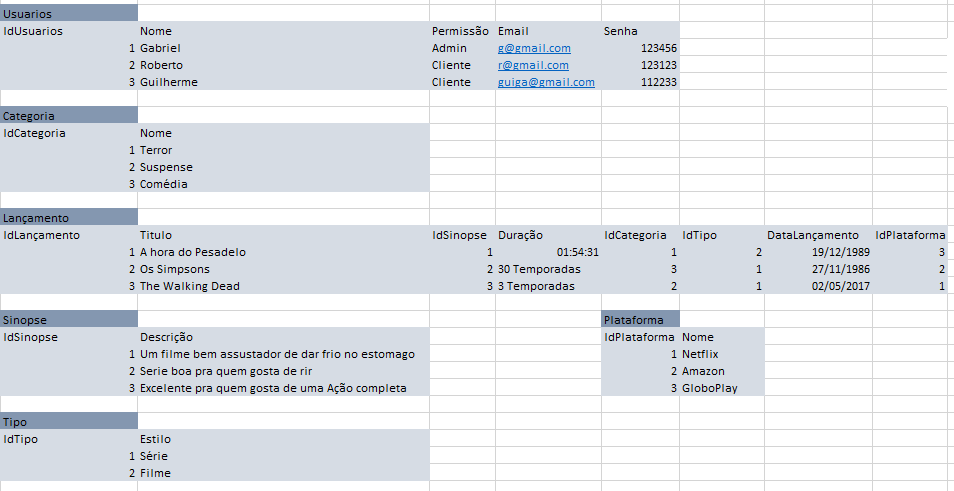 Usuarios
IdUsuarios Nome Permissão Email Senha
1 Gabriel Admin g@gmail.com 123456
2 Roberto Cliente r@gmail.com 123123
3 Guilherme Cliente guiga@gmail.com 112233
Categoria
IdCategoria Nome
1 Terror
2 Suspense
3 Comédia
Lançamento
IdLançamento Titulo IdSinopse Duração IdCategoria IdTipo DataLançamento IdPlataforma
1 A hora do Pesadelo 1 01:54:31 1 2 19/12/1989 3
2 Os Simpsons 2 30 Temporadas 3 1 27/11/1986 2
3 The Walking Dead 3 3 Temporadas 2 1 02/05/2017 1
Sinopse Plataforma
IdSinopse Descrição IdPlataforma Nome
1 Um filme bem assustador de dar frio no estomago 1 Netflix
2 Serie boa pra quem gosta de rir 2 Amazon
3 Excelente pra quem gosta de uma Ação completa 3 GloboPlay
Tipo
IdTipo Estilo
1 Série
2 Filme